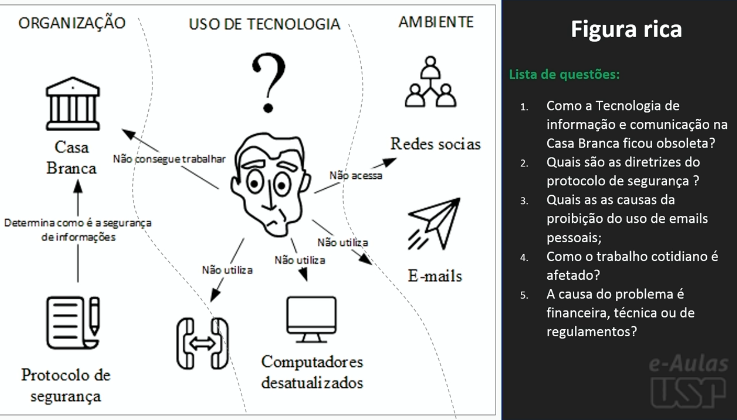 ORGANIZAÇÃO
USO DE TECNOLOGIA
AMBIENTE
?
Casa
Branca
Redes socias
Não consegue trabalhar
Não acessa
Determina como é a segurança
de informações
Não utiliza
Não utiliza
Não utiliza
E-mails
Protocolo de
segurança
Computadores
desatualizados
Figura rica
Lista de questões:
1. Como a Tecnologia de
informação e comunicação na
Casa Branca ficou obsoleta?
2. Quais são as diretrizes do
protocolo de segurança ?
3. Quais as as causas da
proibição do uso de emails
pessoais;
4. Como o trabalho cotidiano é
afetado?
5. A causa do problema é
financeira, técnica ou de
regulamentos?
e-Aulas
USP